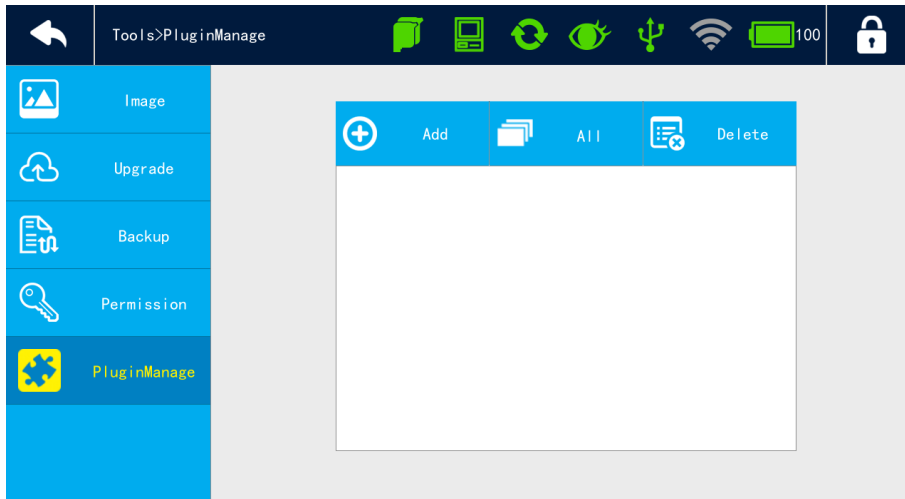 Tools>PluginManage
100
Image
Add
All
Delete
Upgrade
Backup
Permission
PluginManage